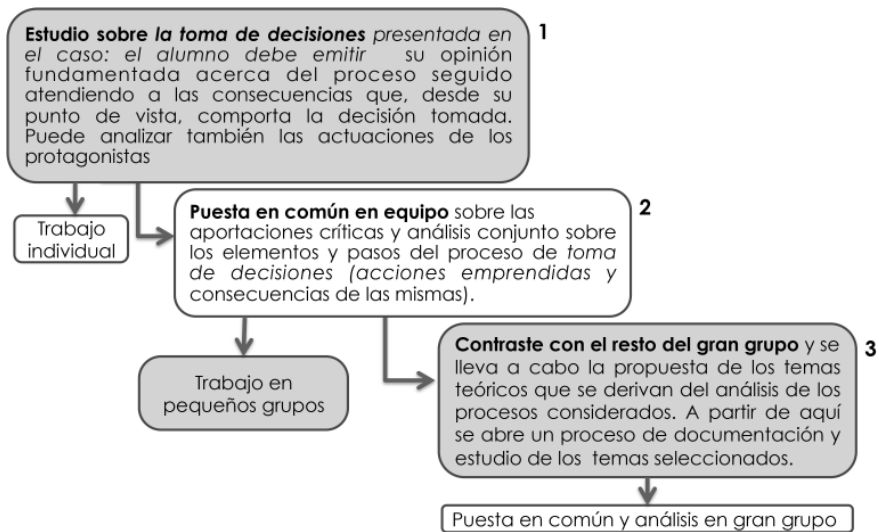 Estudio sobre la toma de decisiones presentada en
el caso: el alumno debe emitir su opinión
fundamentada acerca del proceso seguido
atendiendo a las consecuencias que, desde su
punto de vista, comporta la decisión tomada.
Puede analizar también las actuaciones de los
protagonistas
1
Trabajo
individual
Puesta en común en equipo sobre las
aportaciones críticas y análisis conjunto sobre
los elementos y pasos del proceso de toma
de decisiones (acciones emprendidas y
consecuencias de las mismas).
2
Trabajo en
pequeños grupos
Contraste con el resto del gran grupo y se
lleva a cabo la propuesta de los temas
teóricos que se derivan del análisis de los
procesos considerados. A partir de aquí
se abre un proceso de documentación y
estudio de los temas seleccionados.
3
Puesta en común y análisis en gran grupo